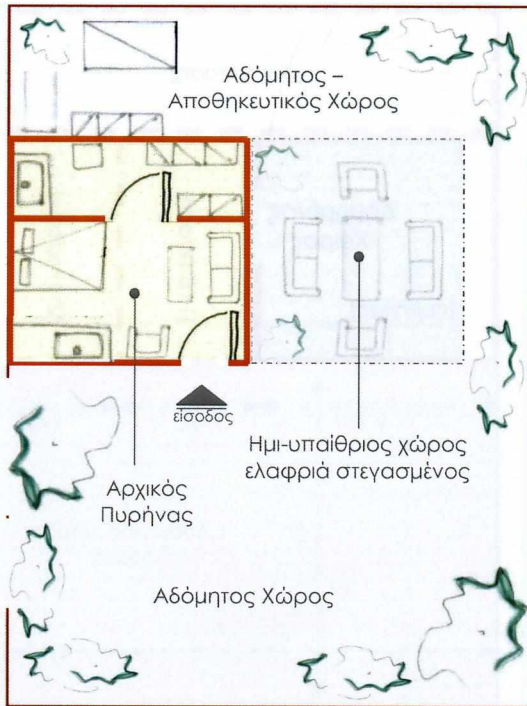 Αδόμητος –
Αποθηκευτικός Χώρος
είσοδος
Ημι-υπαίθριος χώρος
ελαφριά στεγασμένος
Αρχικός
Πυρήνας
Αδόμητος Χώρος